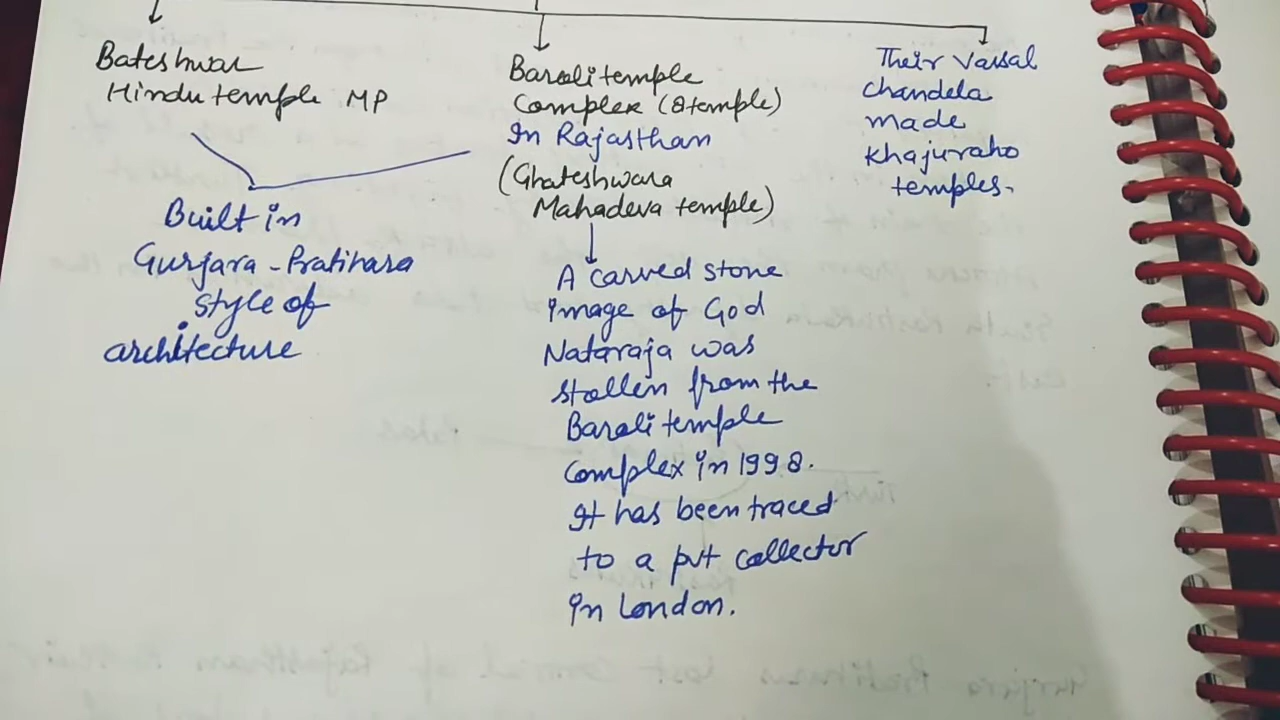 Bateshwar
Hindu temple MP
Built in
Gurjara-Pratihara
style of
architecture
Baroli temple
Complex (8 temple)
In Rajasthan
(Ghateshwara
Mahadeva temple)
A carved stone
image of God
Nataraja was
stollen from the
Baroli temple
complex in 1998.
It has been traced
to a pvt collector
in London.
Their Vassal
chandela
made
Khajuraho
temples.